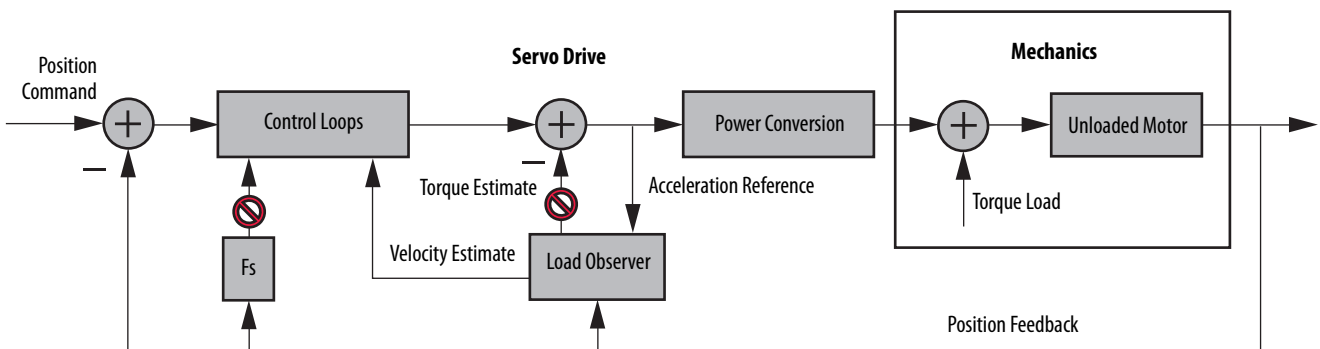 Servo Drive
Mechanics
Position
Command
+
Control Loops
+
Power Conversion
+
Unloaded Motor
−
−
Torque Estimate
Acceleration Reference
Torque Load
Fs
Velocity Estimate
Load Observer
Position Feedback